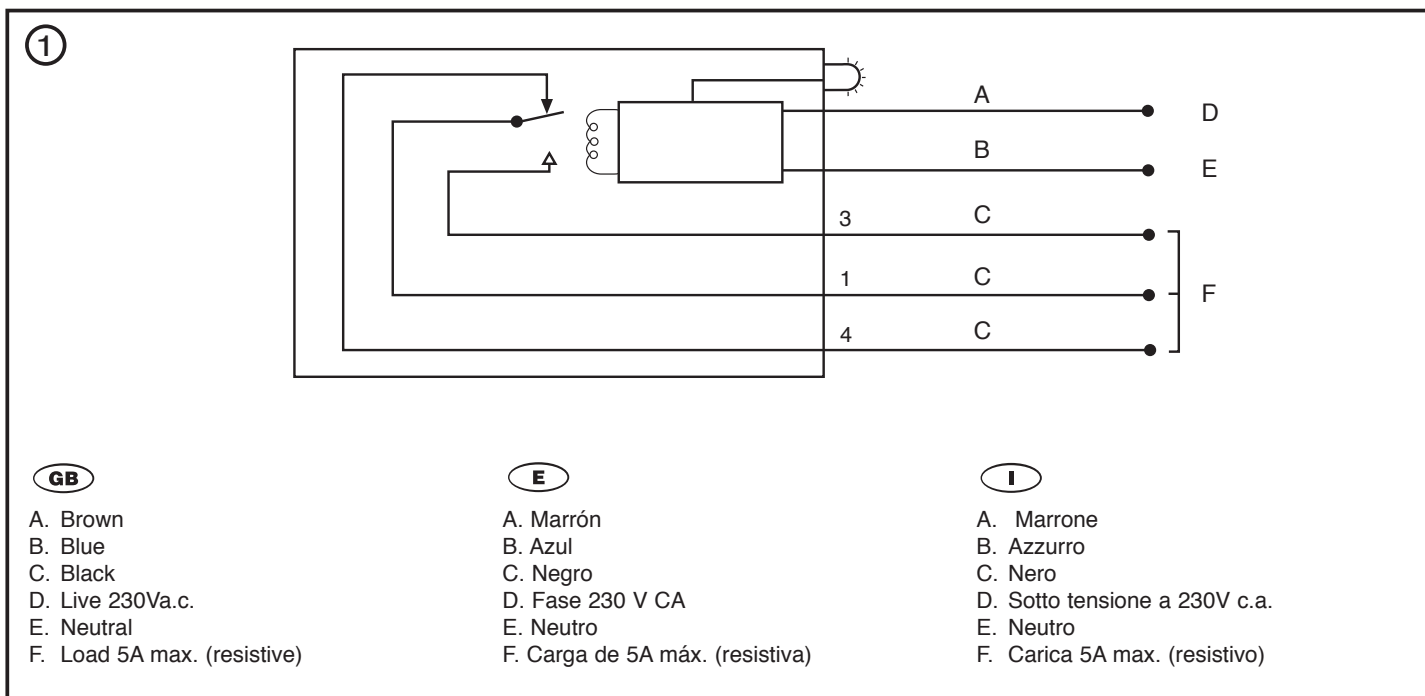 1
A
D
B
E
3 C
1 C
F
4 C
GB
A. Brown
B. Blue
C. Black
D. Live 230Va.c.
E. Neutral
F. Load 5A max. (resistive)
E
A. Marrón
B. Azul
C. Negro
D. Fase 230 V CA
E. Neutro
F. Carga de 5A máx. (resistiva)
I
A. Marrone
B. Azzurro
C. Nero
D. Sotto tensione a 230V c.a.
E. Neutro
F. Carica 5A max. (resistivo)